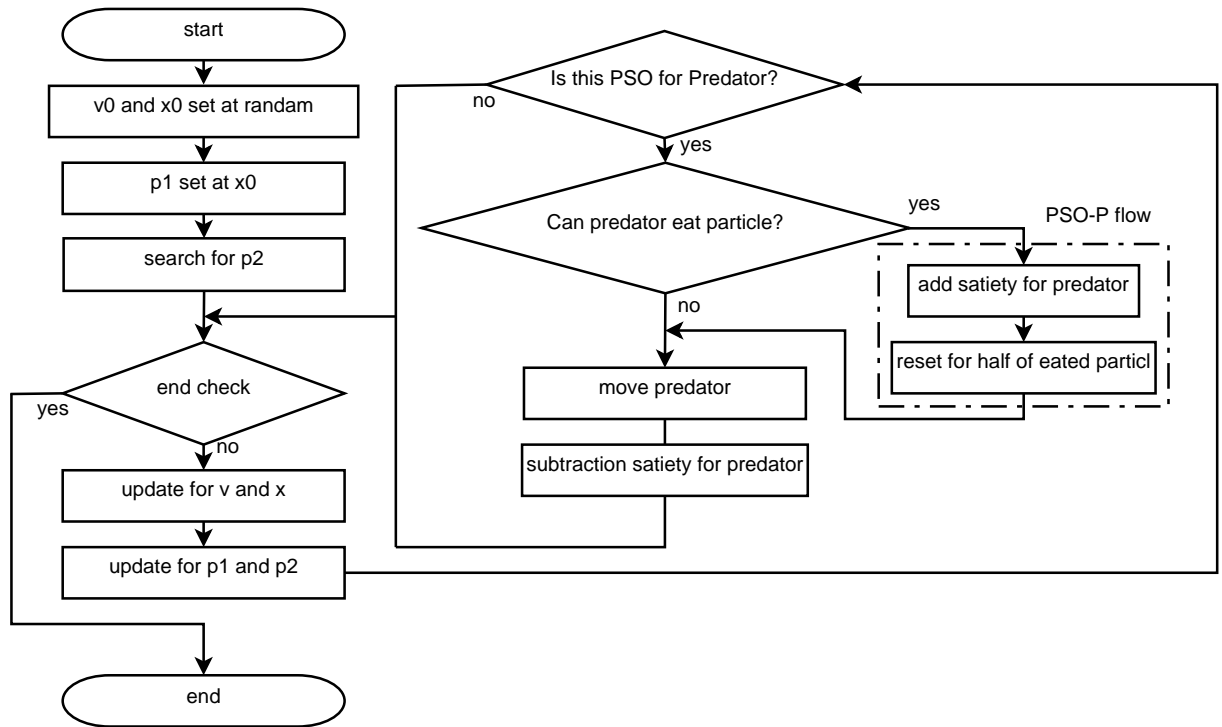 start
v0 and x0 set at randam
p1 set at x0
search for p2
end check
yes
no
update for v and x
update for p1 and p2
end
Is this PSO for Predator?
no
yes
Can predator eat particle?
yes
no
PSO-P flow
add satiety for predator
reset for half of eated particl
move predator
subtraction satiety for predator